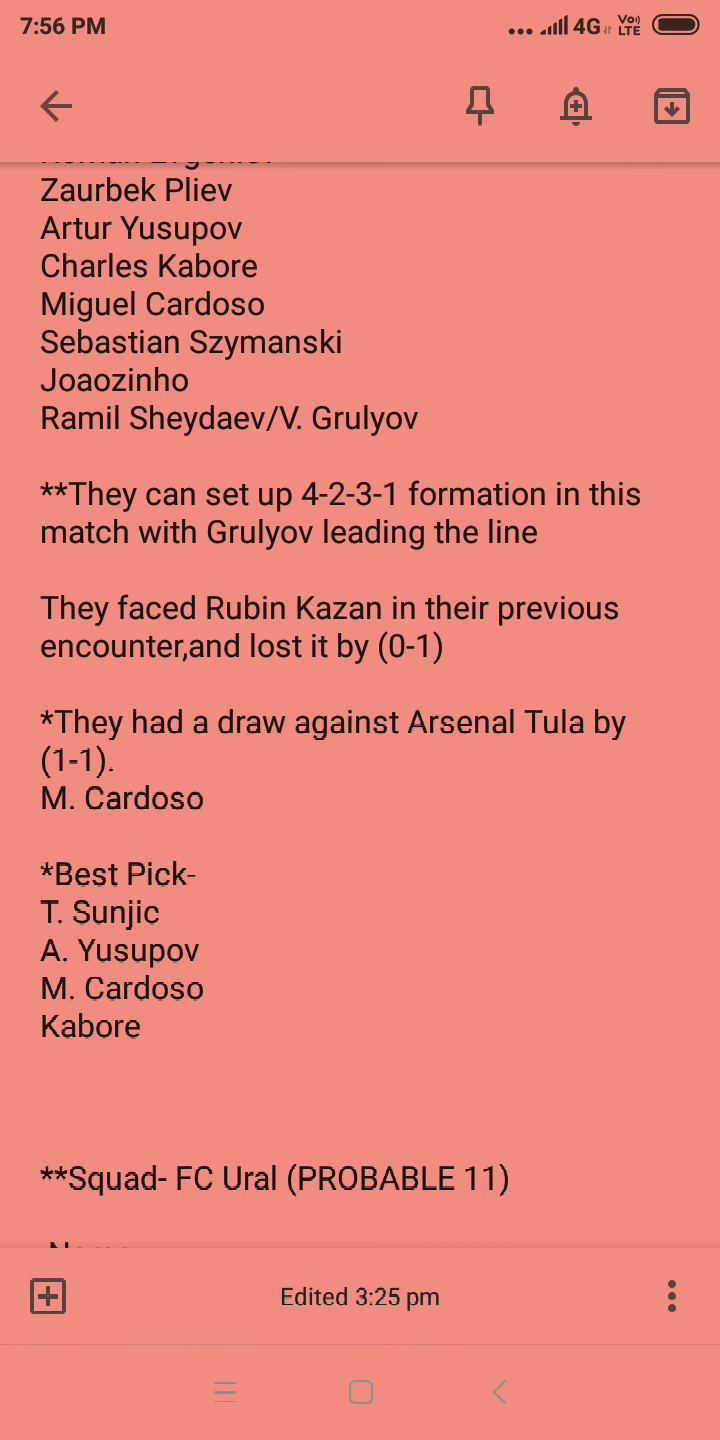 7:56 PM
4G
Vo)) LTE
Zaurbek Pliev
Artur Yusupov
Charles Kabore
Miguel Cardoso
Sebastian Szymanski
Joaozinho
Ramil Sheydaev/V. Grulyov
**They can set up 4-2-3-1 formation in this
match with Grulyov leading the line
They faced Rubin Kazan in their previous
encounter,and lost it by (0-1)
*They had a draw against Arsenal Tula by
(1-1).
M. Cardoso
*Best Pick-
T. Sunjic
A. Yusupov
M. Cardoso
Kabore
**Squad- FC Ural (PROBABLE 11)
Edited 3:25 pm